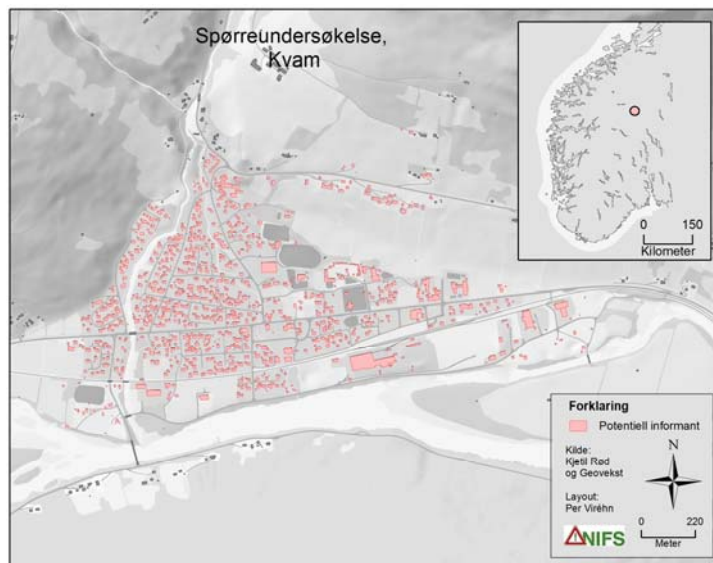 Spørreundersøkelse,
Kvam
0 150
Kilometer
Forklaring
Potentiell informant
Kilde:
Kjetil Rød
og Geovekst
Layout:
Per Viréhn
N
0 220
Meter
NIFS